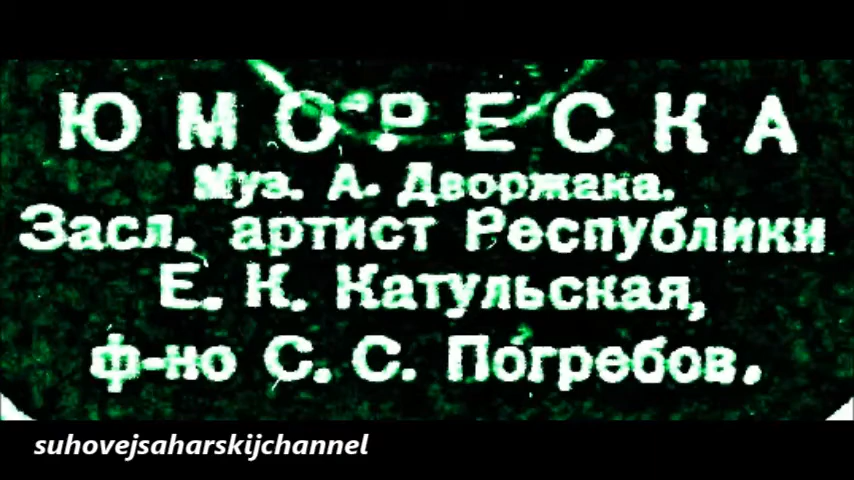 ЮМОРЕСКА
Муз. А. Дворжака.
Засл. артист Республики
Е. К. Катульская,
ф-но С. С. Погребов.
suhovejsaharskijchannel